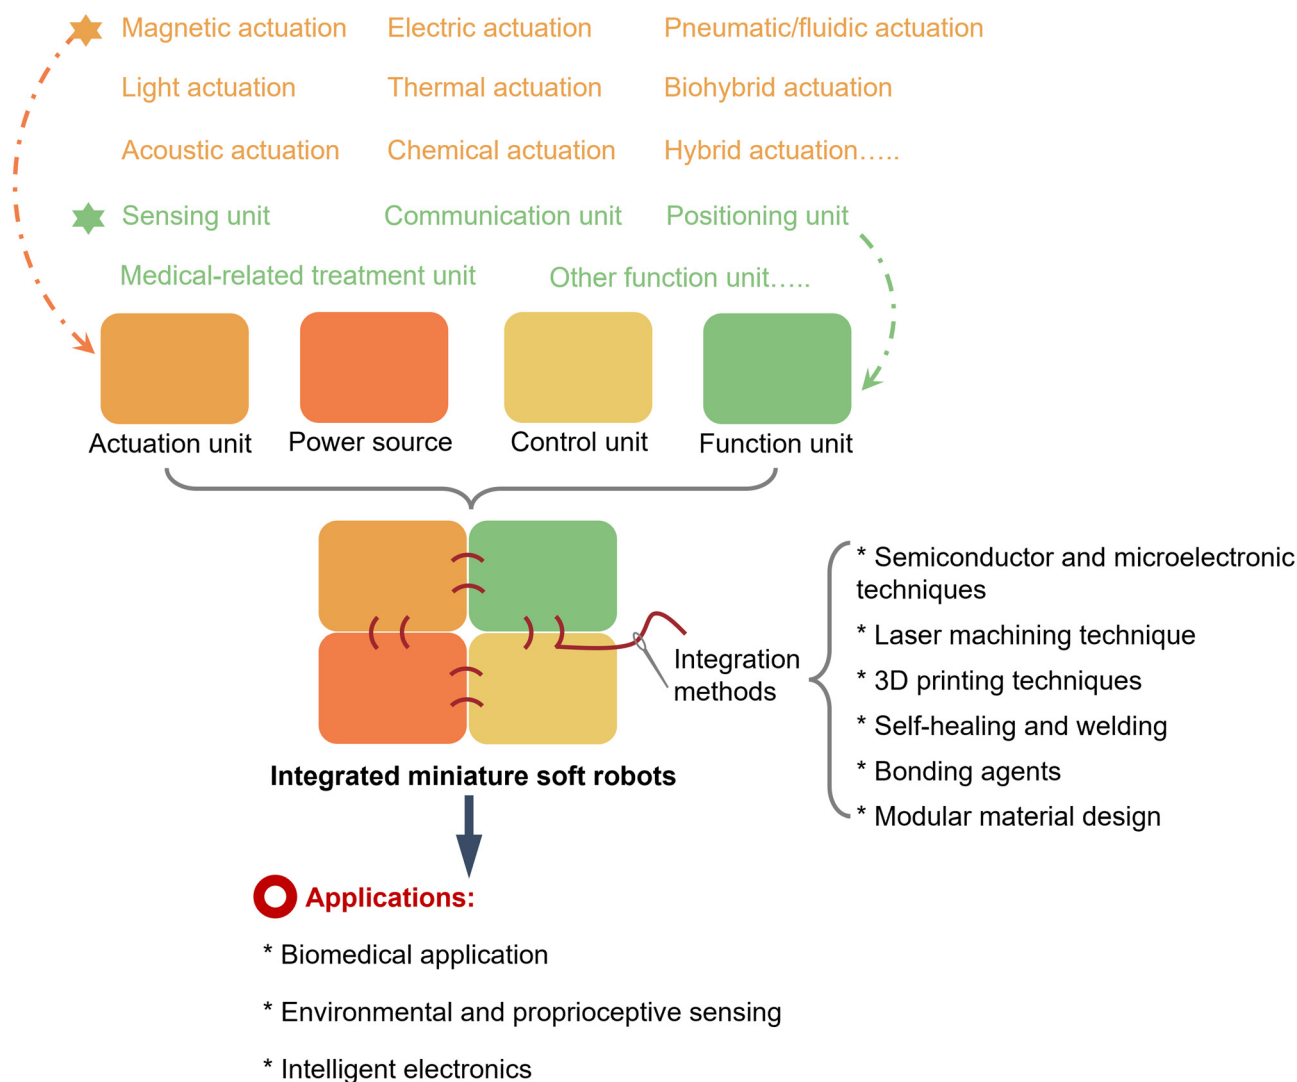 Magnetic actuation Electric actuation Pneumatic/fluidic actuation
Light actuation Thermal actuation Biohybrid actuation
Acoustic actuation Chemical actuation Hybrid actuation…..
Sensing unit Communication unit Positioning unit
Medical-related treatment unit Other function unit…..
Actuation unit Power source Control unit Function unit
Integration
methods
* Semiconductor and microelectronic
techniques
* Laser machining technique
* 3D printing techniques
* Self-healing and welding
* Bonding agents
* Modular material design
Integrated miniature soft robots
Applications:
* Biomedical application
* Environmental and proprioceptive sensing
* Intelligent electronics